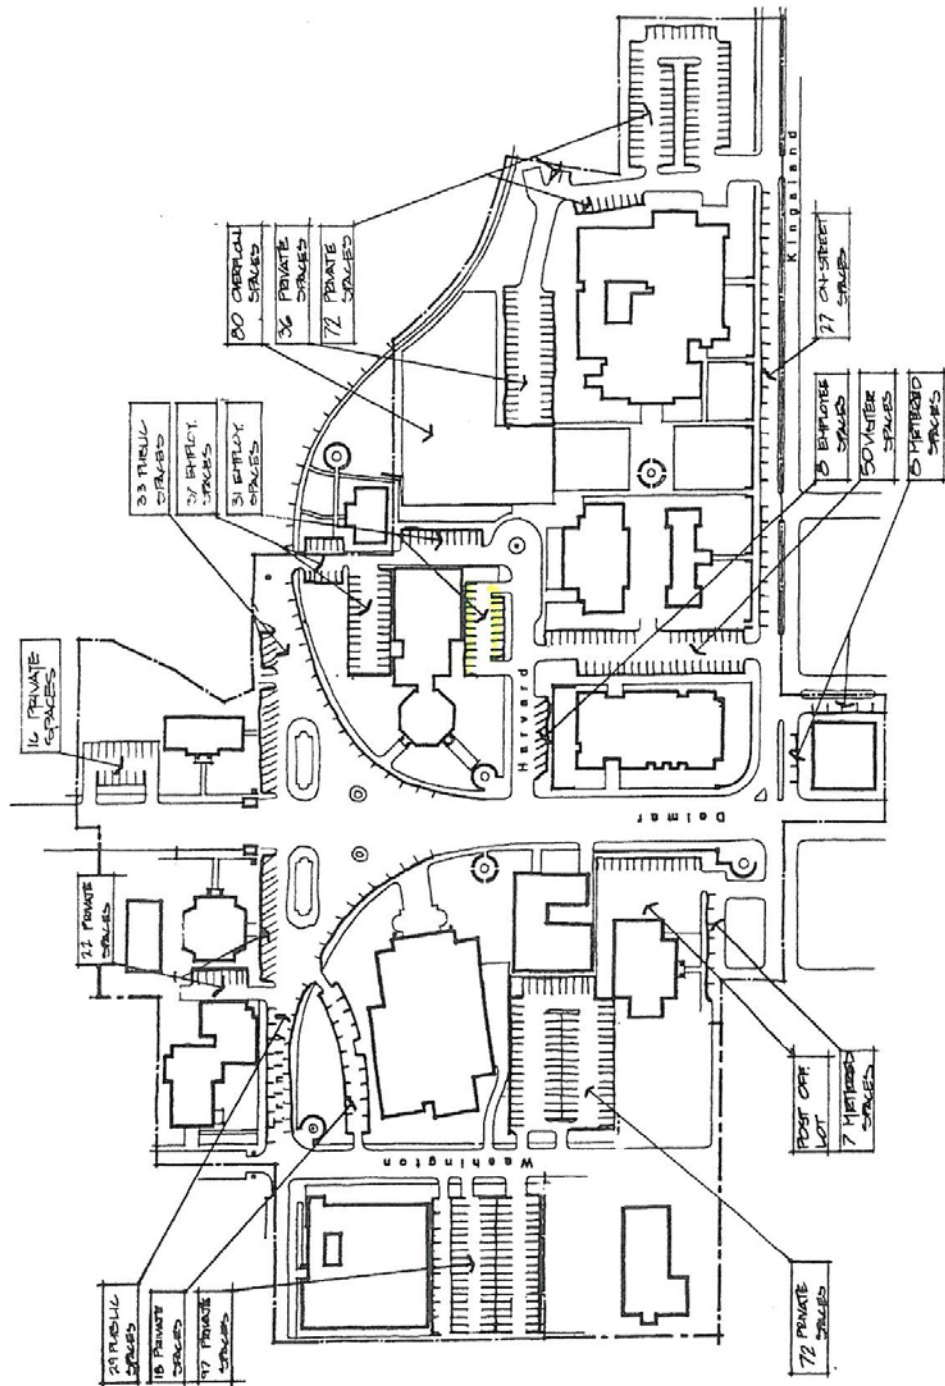 80 OVERFLOW
SPACES
36 PRIVATE
SPACES
72 PRIVATE
SPACES
33 PUBLIC
SPACES
37 EMPLOY.
SPACES
31 EMPLOY.
SPACES
16 PRIVATE
SPACES
22 PRIVATE
SPACES
29 PUBLIC
SPACES
18 PRIVATE
SPACES
97 PRIVATE
SPACES
72 PRIVATE
SPACES
POST OFF.
LOT
7 METERED
SPACES
8 METERED
SPACES
50 VISITER
SPACES
8 EMPLOYEE
SPACES
27 ON-STREET
SPACES
Kingsland
Harvard
Delmar
Washington